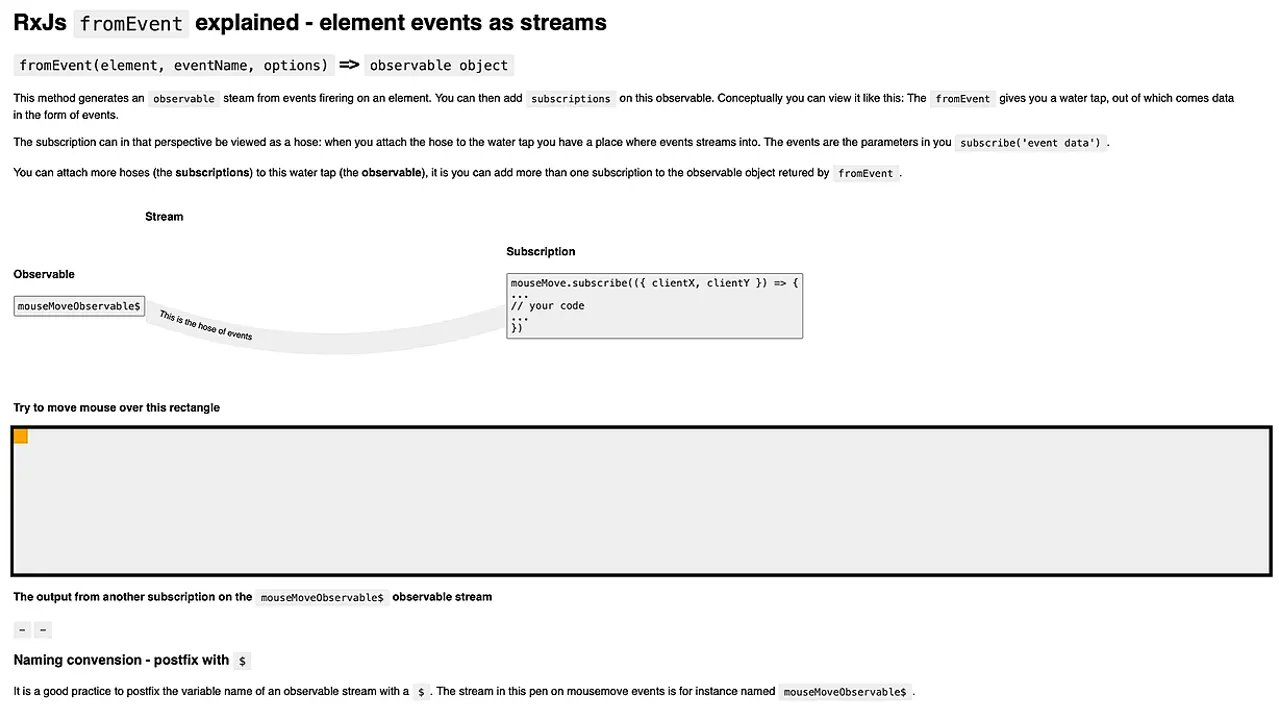 RxJs fromEvent explained - element events as streams
fromEvent(element, eventName, options) => observable object
This method generates an observable steam from events firering on an element. You can then add subscriptions on this observable. Conceptually you can view it like this: The fromEvent gives you a water tap, out of which comes data
in the form of events.
The subscription can in that perspective be viewed as a hose: when you attach the hose to the water tap you have a place where events streams into. The events are the parameters in you subscribe('event data') .
You can attach more hoses (the subscriptions) to this water tap (the observable), it is you can add more than one subscription to the observable object retured by fromEvent .
Stream
Subscription
Observable
mouseMove.subscribe(({ clientX, clientY }) => {
...
// your code
...
})
mouseMoveObservable$
This is the hose of events
Try to move mouse over this rectangle
The output from another subscription on the mouseMoveObservable$ observable stream
- -
Naming convension - postfix with $
It is a good practice to postfix the variable name of an observable stream with a $ . The stream in this pen on mousemove events is for instance named mouseMoveObservable$ .